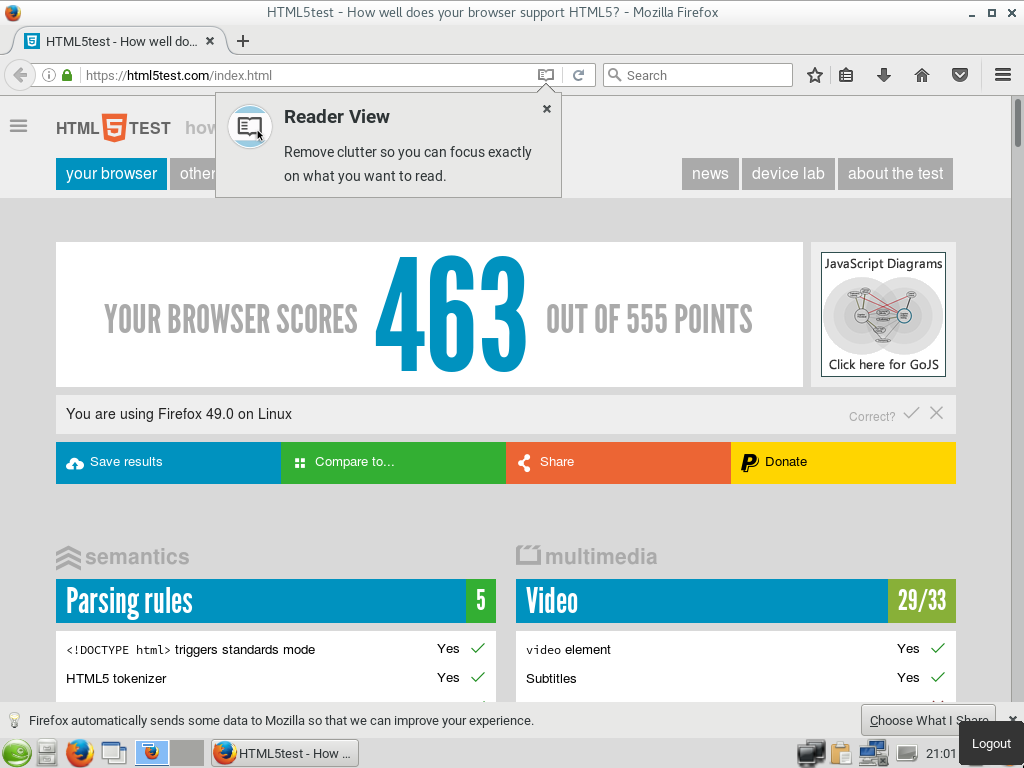 HTML5test - How well does your browser support HTML5? - Mozilla Firefox
HTML5test - How well do...
https://html5test.com/index.html
Search
HTML 5 TEST how
Reader View
Remove clutter so you can focus exactly
on what you want to read.
your browser other news device lab about the test
YOUR BROWSER SCORES 463 OUT OF 555 POINTS
JavaScript Diagrams
Click here for GoJS
You are using Firefox 49.0 on Linux
Correct?
Save results Compare to... Share Donate
semantics
Parsing rules 5
<!DOCTYPE html> triggers standards mode Yes
HTML5 tokenizer Yes
multimedia
Video 29/33
video element Yes
Subtitles Yes
Firefox automatically sends some data to Mozilla so that we can improve your experience.
Choose What I Share
HTML5test - How ...
21:01
Logout